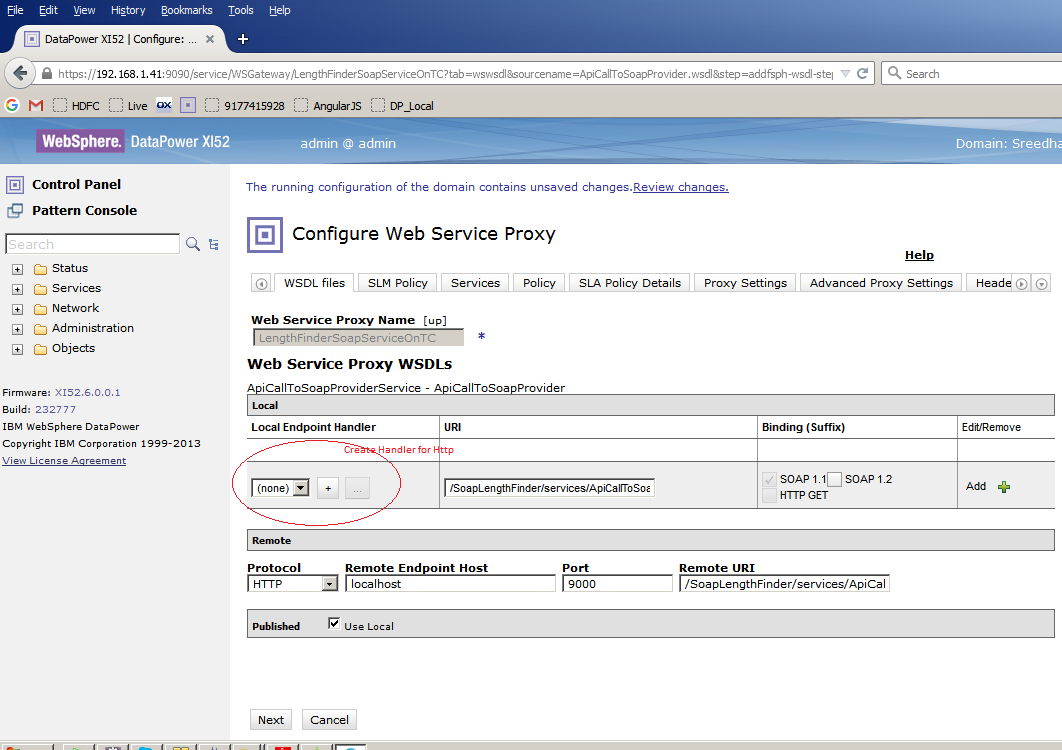 File Edit View History Bookmarks Tools Help
DataPower XI52 | Configure: ... × +
https://192.168.1.41:9090/service/WSGateway/LengthFinderSoapServiceOnTC?tab=wswsdl&sourcename=ApiCallToSoapProvider.wsdl&step=addfsph-wsdl-step Search
HDFC Live OX 9177415928 AngularJS DP_Local
WebSphere. DataPower XI52 admin @ admin Domain: Sreedha
Control Panel
Pattern Console
Search
Status
Services
Network
Administration
Objects
Firmware: XI52.6.0.0.1
Build: 232777
IBM WebSphere DataPower
Copyright IBM Corporation 1999-2013
View License Agreement
The running configuration of the domain contains unsaved changes.Review changes.
Configure Web Service Proxy
Help
WSDL files SLM Policy Services Policy SLA Policy Details Proxy Settings Advanced Proxy Settings Heade
Web Service Proxy Name [up]
LengthFinderSoapServiceOnTC *
Web Service Proxy WSDLs
ApiCallToSoapProviderService - ApiCallToSoapProvider
Local
Local Endpoint Handler URI Binding (Suffix) Edit/Remove
Create Handler for Http
(none) + ... /SoapLengthFinder/services/ApiCallToSoa SOAP 1.1 SOAP 1.2 Add
HTTP GET
Remote
Protocol Remote Endpoint Host Port Remote URI
HTTP localhost 9000 /SoapLengthFinder/services/ApiCal
Published Use Local
Next Cancel